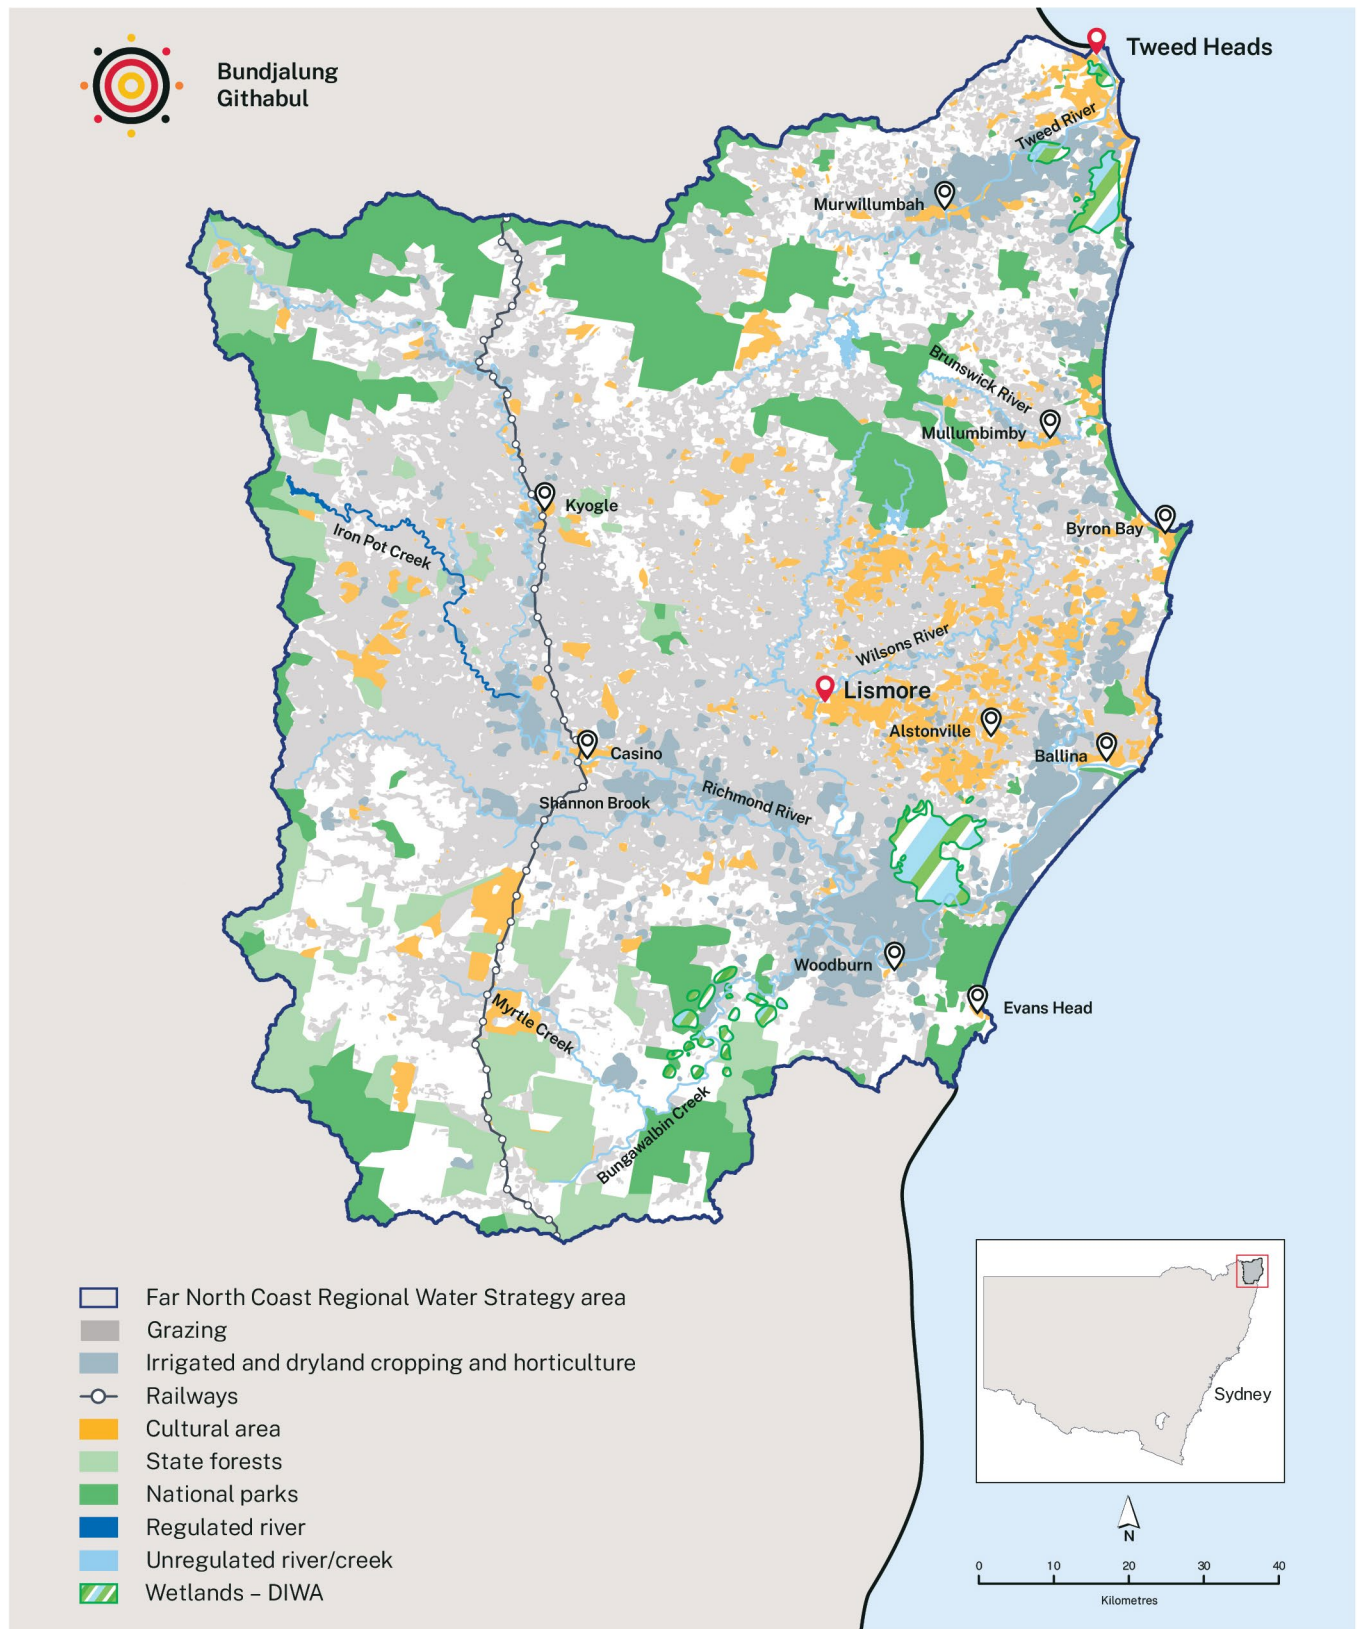 Bundjalung
Githabul
Tweed Heads
Tweed River
Murwillumbah
Brunswick River
Mullumbimby
Kyogle
Byron Bay
Iron Pot Creek
Wilsons River
Lismore
Alstonville
Ballina
Casino
Richmond River
Shannon Brook
Woodburn
Evans Head
Myrtle Creek
Bungawalbin Creek
Far North Coast Regional Water Strategy area
Grazing
Irrigated and dryland cropping and horticulture
Railways
Cultural area
State forests
National parks
Regulated river
Unregulated river/creek
Wetlands – DIWA
Sydney
N
0 10 20 30 40
Kilometres